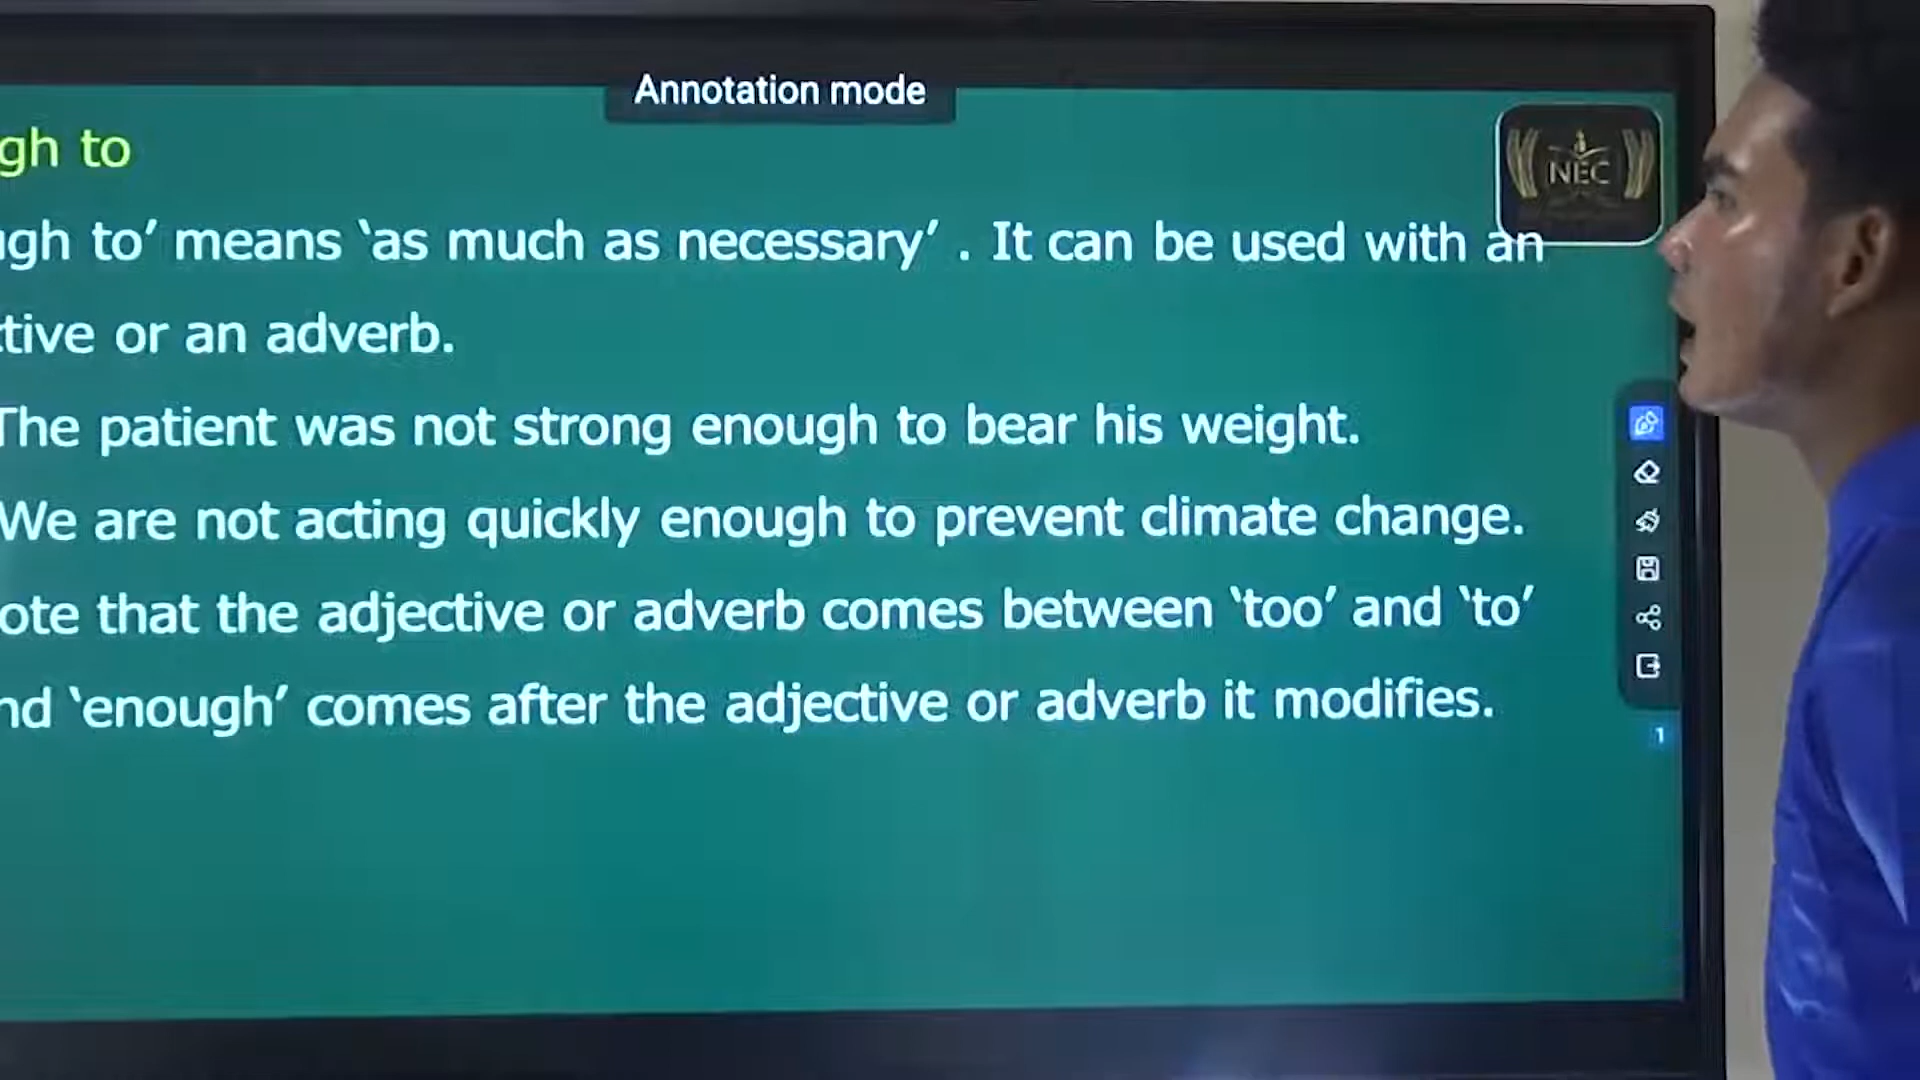 Annotation mode
NEC
gh to
ugh to’ means ‘as much as necessary’ . It can be used with an
ctive or an adverb.
The patient was not strong enough to bear his weight.
We are not acting quickly enough to prevent climate change.
ote that the adjective or adverb comes between ‘too’ and ‘to’
nd ‘enough’ comes after the adjective or adverb it modifies.
1